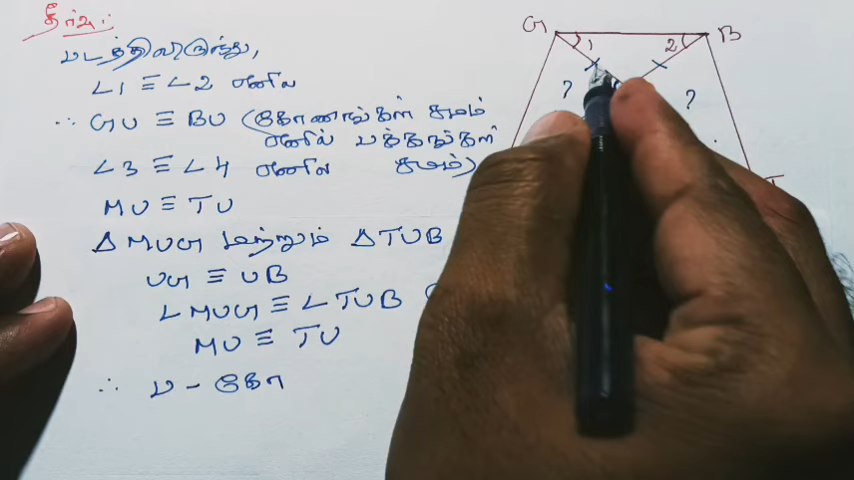 தீர்வு:
படத்திலிருந்து,
∠1 ≡ ∠2 எனில்
∴ GU ≡ BU (கோணங்கள் சமம்
எனில் பக்கங்கள்
∠3 ≡ ∠4 எனில் சமம்)
MU ≡ TU
Δ MUG மற்றும் ΔTUB
UG ≡ UB
∠MUG ≡ ∠TUB (
MU ≡ TU
∴ ப - கோ
G B
1 2
? ?